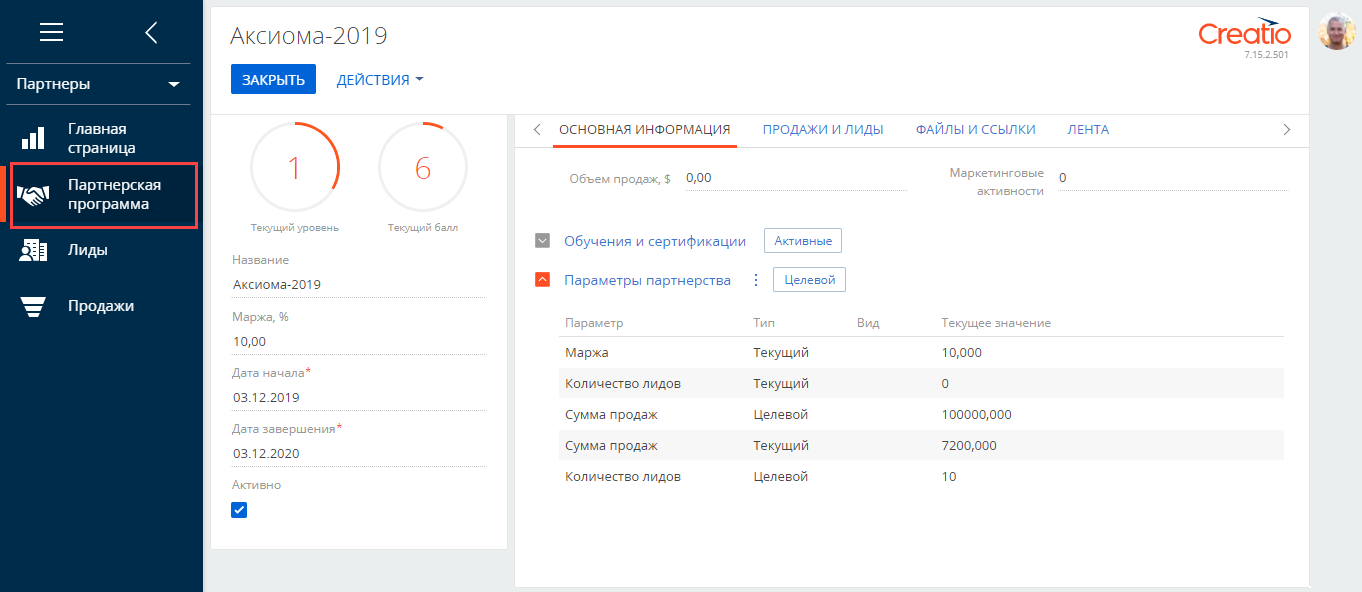 Партнеры
Главная
страница
Партнерская
программа
Лиды
Продажи
Аксиома-2019
ЗАКРЫТЬ
ДЕЙСТВИЯ
Creatio
7.15.2.501
1
6
Текущий уровень
Текущий балл
Название
Аксиома-2019
Маржа, %
10,00
Дата начала*
03.12.2019
Дата завершения*
03.12.2020
Активно
ОСНОВНАЯ ИНФОРМАЦИЯ ПРОДАЖИ И ЛИДЫ ФАЙЛЫ И ССЫЛКИ ЛЕНТА
Объем продаж, $ 0,00
Маркетинговые
активности
0
Обучения и сертификации Активные
Параметры партнерства Целевой
Параметр Тип Вид Текущее значение
Маржа Текущий 10,000
Количество лидов Текущий 0
Сумма продаж Целевой 100000,000
Сумма продаж Текущий 7200,000
Количество лидов Целевой 10